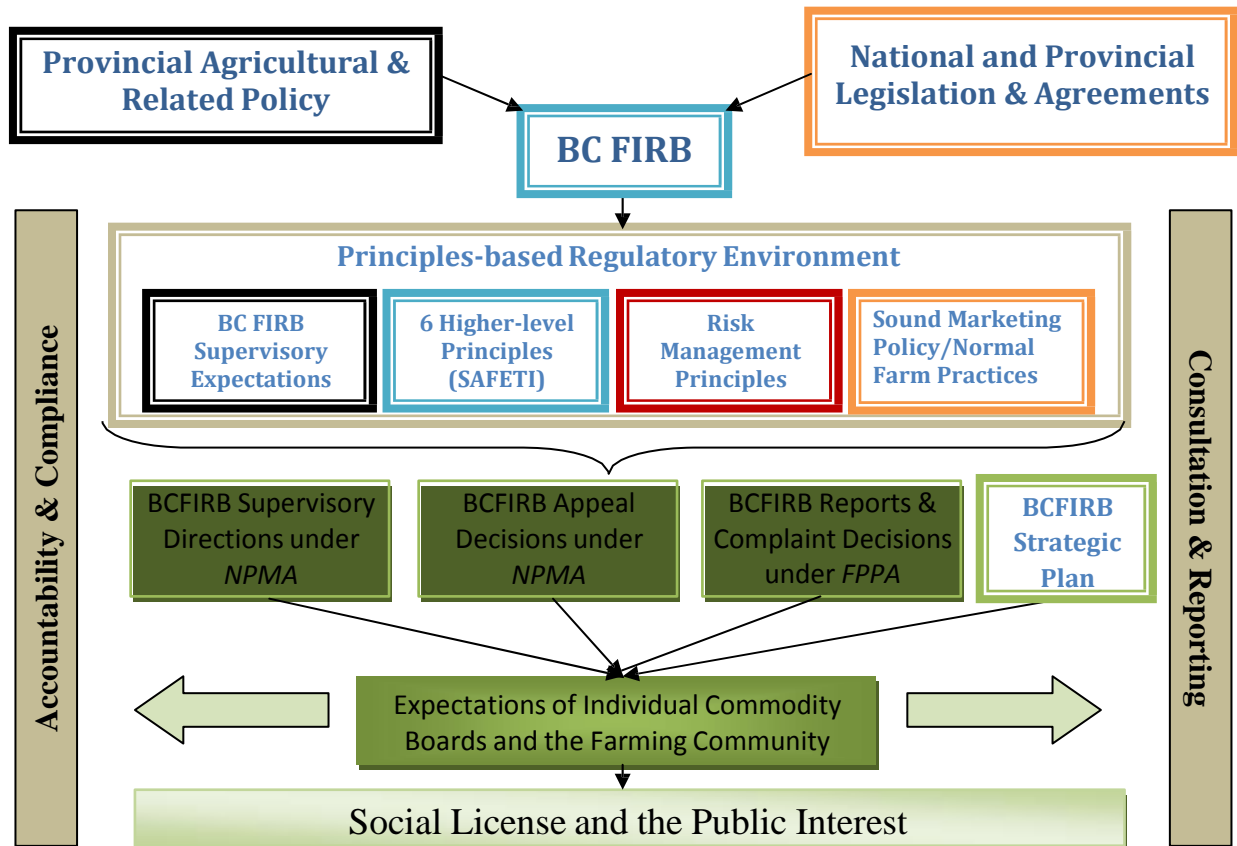 Provincial Agricultural &
Related Policy
National and Provincial
Legislation & Agreements
BC FIRB
Accountability & Compliance
Principles-based Regulatory Environment
BC FIRB
Supervisory
Expectations
6 Higher-level
Principles
(SAFETI)
Risk
Management
Principles
Sound Marketing
Policy/Normal
Farm Practices
Consultation & Reporting
BCFIRB Supervisory
Directions under
NPMA
BCFIRB Appeal
Decisions under
NPMA
BCFIRB Reports &
Complaint Decisions
under FPPA
BCFIRB
Strategic
Plan
Expectations of Individual Commodity
Boards and the Farming Community
Social License and the Public Interest